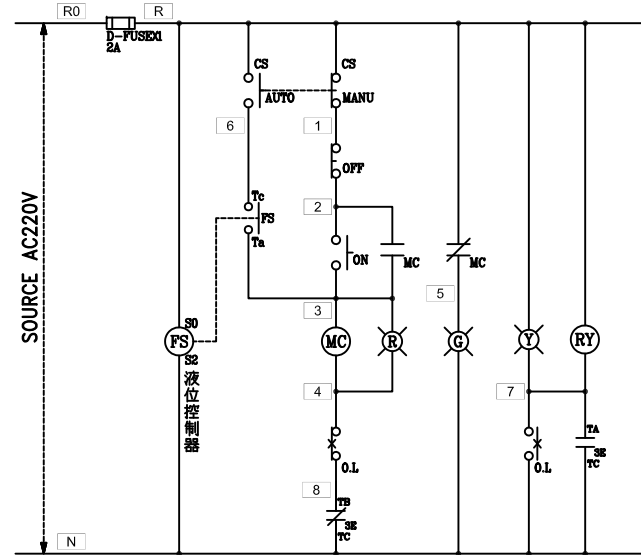 R0
R
D-FUSEX1
2A
CS
AUTO
CS
MANU
6
1
OFF
Tc
FS
Ta
2
ON
MC
MC
5
3
SOURCE AC220V
S0
FS
S2
液位控制器
MC
R
G
Y
RY
4
7
O.L
O.L
TA
3E
TC
8
TB
3E
TC
N